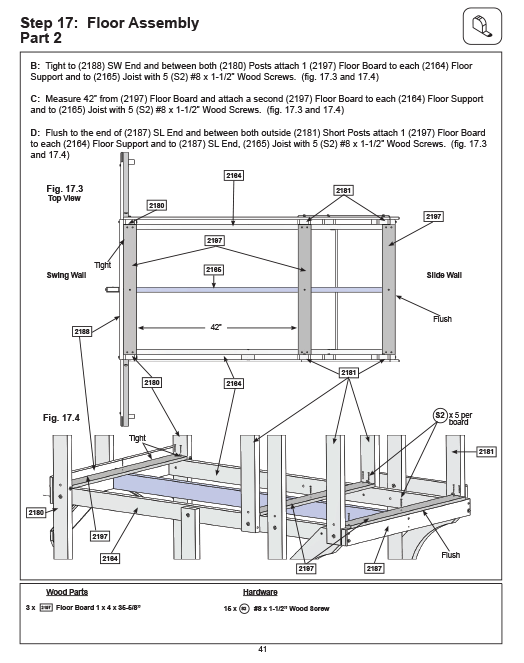 Step 17: Floor Assembly
Part 2
B: Tight to (2188) SW End and between both (2180) Posts attach 1 (2197) Floor Board to each (2164) Floor
Support and to (2165) Joist with 5 (S2) #8 x 1-1/2" Wood Screws. (fig. 17.3 and 17.4)
C: Measure 42" from (2197) Floor Board and attach a second (2197) Floor Board to each (2164) Floor Support
and to (2165) Joist with 5 (S2) #8 x 1-1/2" Wood Screws. (fig. 17.3 and 17.4)
D: Flush to the end of (2187) SL End and between both outside (2181) Short Posts attach 1 (2197) Floor Board
to each (2164) Floor Support and to (2187) SL End, (2165) Joist with 5 (S2) #8 x 1-1/2" Wood Screws. (fig. 17.3
and 17.4)
2164
Fig. 17.3
Top View
2181
2180
2197
2197
Tight
2165
Swing Wall
Slide Wall
Flush
2188
42"
2181
2180
2164
Fig. 17.4
S2 x 5 per
board
Tight
2181
2180
2197
2164
Flush
2197
2187
Wood Parts
Hardware
3 x 2197 Floor Board 1 x 4 x 35-5/8"
15 x S2 #8 x 1-1/2" Wood Screw
41